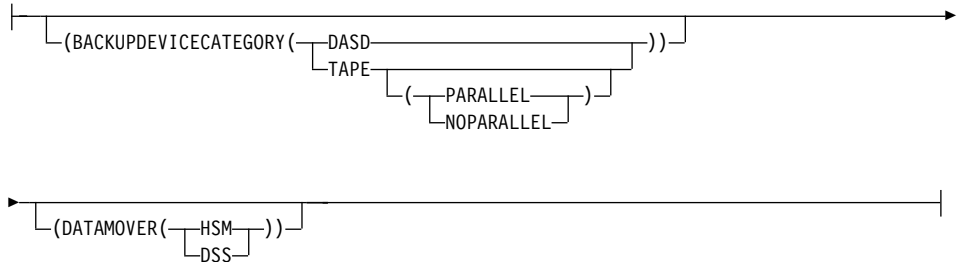 (BACKUPDEVICECATEGORY( DASD ))
TAPE
( PARALLEL )
NOPARALLEL
(DATAMOVER( HSM ))
DSS